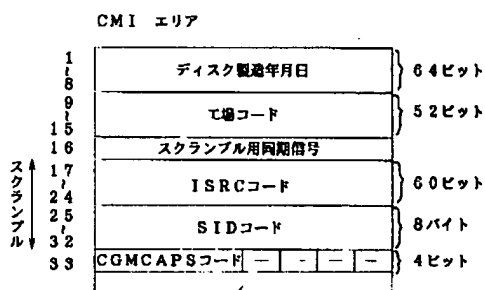 CMI エリア
1〜8 ディスク製造年月日 64ビット
9〜15 工場コード 52ビット
16 スクランブル用同期信号
スクランブル
17〜24 ISRCコード 60ビット
25〜32 SIDコード 8バイト
33 CGMCAPSコード − − − − 4ビット